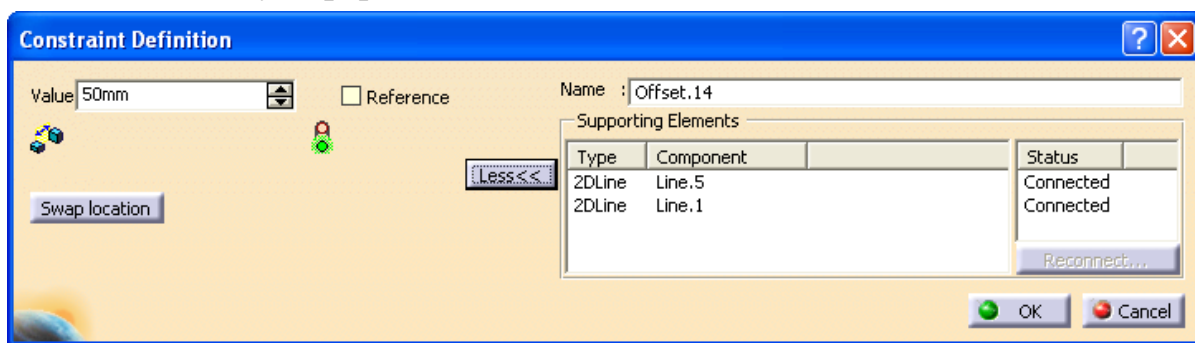 Constraint Definition
Value 50mm
Reference
Less<<
Swap location
Name : Offset.14
Supporting Elements
Type Component Status
2DLine Line.5 Connected
2DLine Line.1 Connected
Reconnect...
OK Cancel